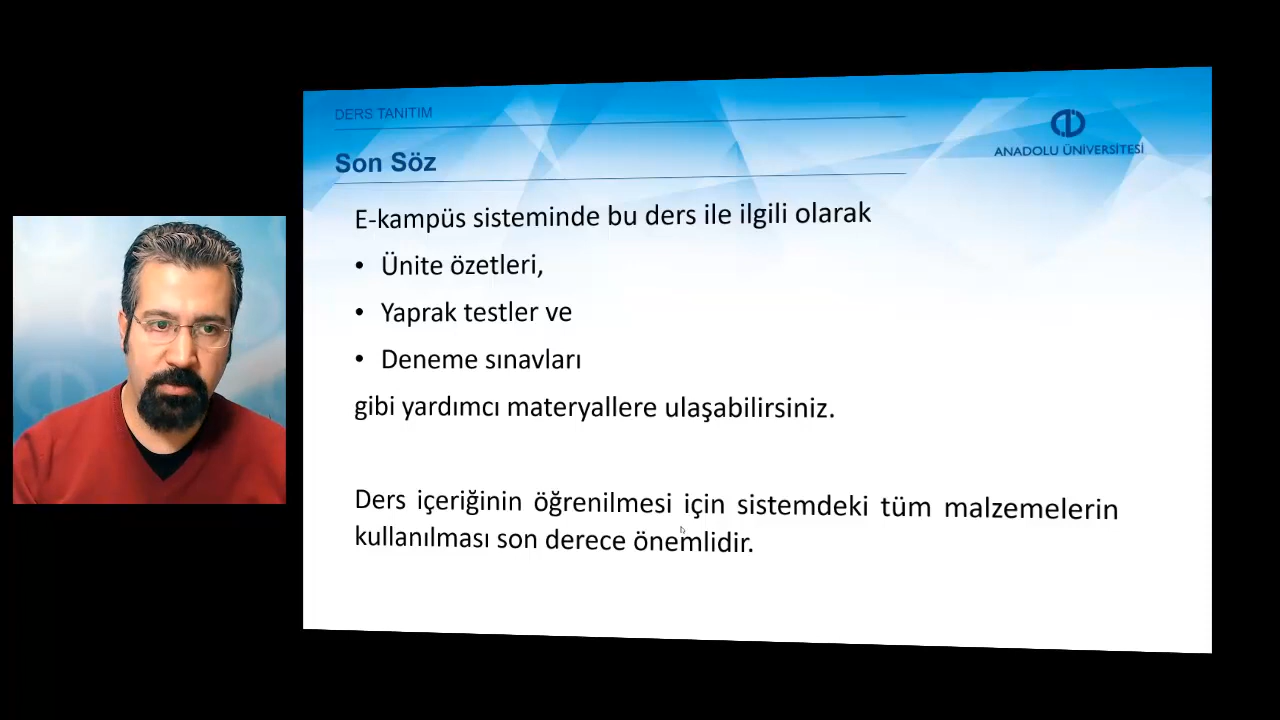 DERS TANITIM
Son Söz
ANADOLU ÜNİVERSİTESİ
E-kampüs sisteminde bu ders ile ilgili olarak
• Ünite özetleri,
• Yaprak testler ve
• Deneme sınavları
gibi yardımcı materyallere ulaşabilirsiniz.
Ders içeriğinin öğrenilmesi için sistemdeki tüm malzemelerin
kullanılması son derece önemlidir.